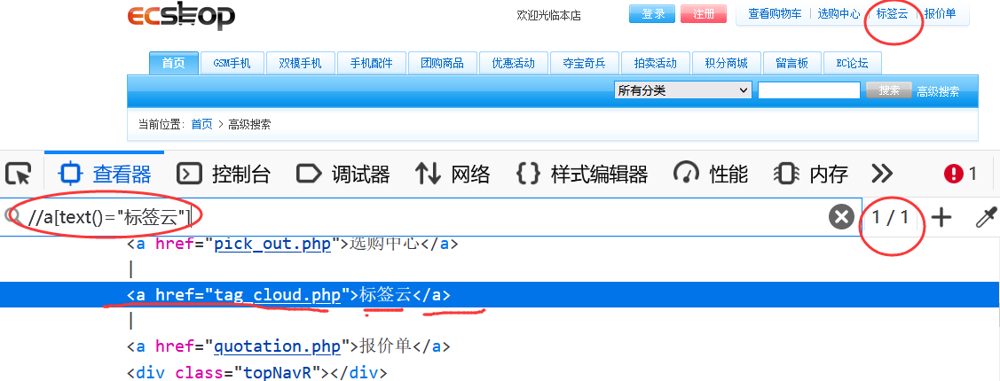 ECSHOP
欢迎光临本店 登录 注册 查看购物车 | 选购中心 | 标签云 | 报价单
首页 GSM手机 双模手机 手机配件 团购商品 优惠活动 夺宝奇兵 拍卖活动 积分商城 留言板 EC论坛
所有分类 搜索 高级搜索
当前位置: 首页 > 高级搜索
查看器 控制台 调试器 网络 样式编辑器 性能 内存 1
//a[text()="标签云"] 1 / 1
<a href="pick_out.php">选购中心</a>
|
<a href="tag_cloud.php">标签云</a>
|
<a href="quotation.php">报价单</a>
<div class="topNavR"></div>